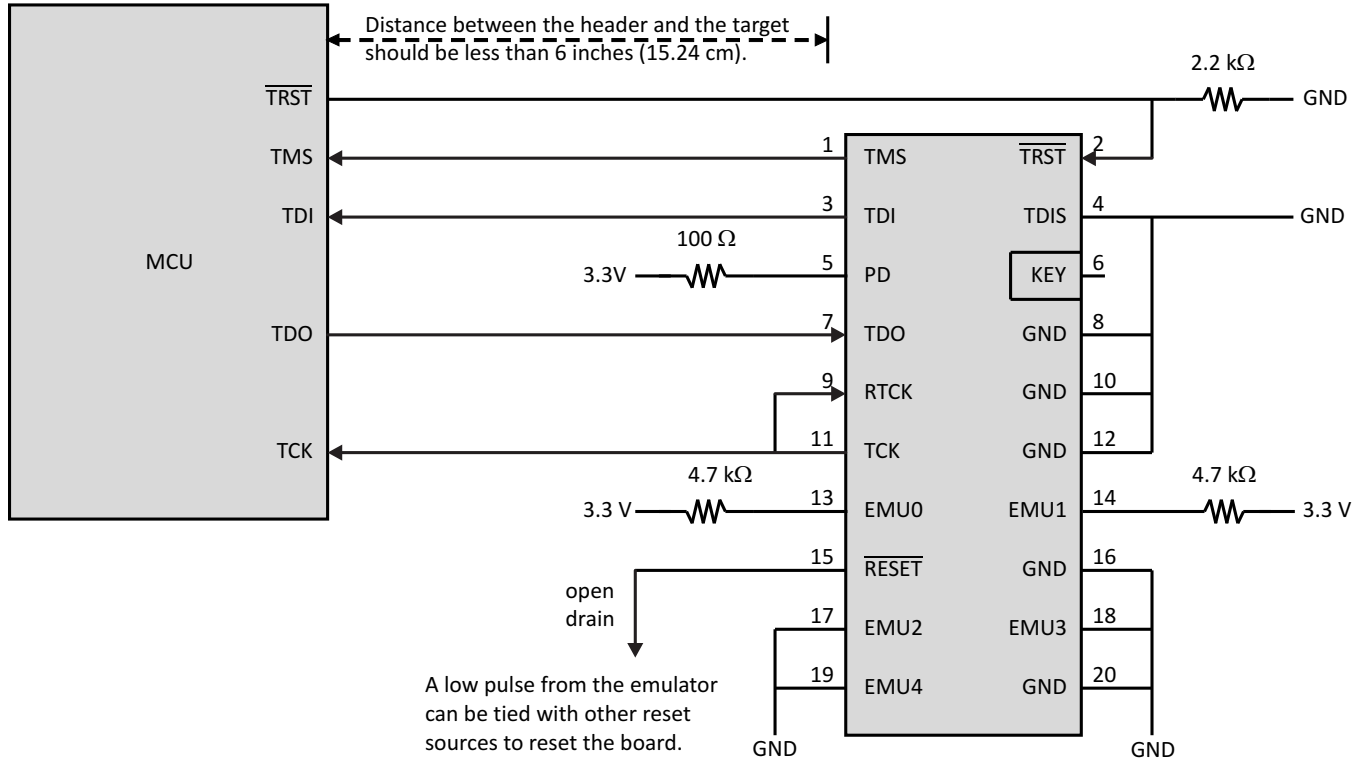 Distance between the header and the target
should be less than 6 inches (15.24 cm).
2.2 kΩ
TRST
GND
TMS
1
TMS
TRST
2
TDI
3
TDI
TDIS
4
GND
100 Ω
MCU
3.3V
5
PD
KEY
6
TDO
7
TDO
GND
8
9
RTCK
GND
10
TCK
11
TCK
GND
12
4.7 kΩ
4.7 kΩ
3.3 V
13
EMU0
EMU1
14
3.3 V
15
RESET
GND
16
open
drain
17
EMU2
EMU3
18
19
EMU4
GND
20
A low pulse from the emulator
can be tied with other reset
sources to reset the board.
GND
GND